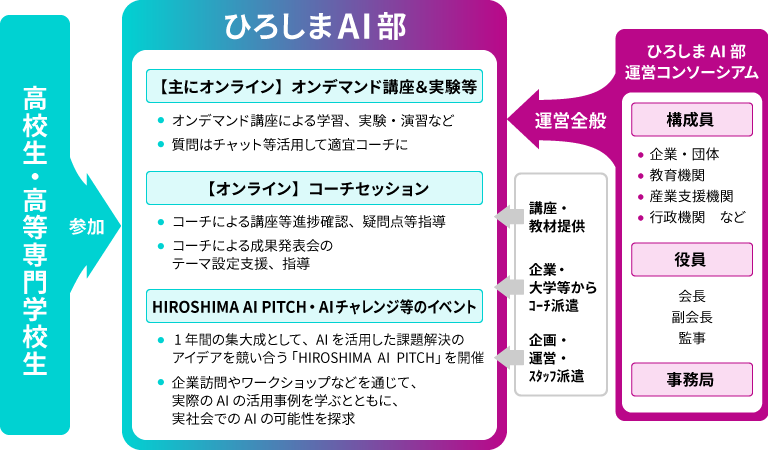 高校生・高等専門学校生
参加
ひろしまAI部
【主にオンライン】オンデマンド講座&実験等
● オンデマンド講座による学習、実験・演習など
● 質問はチャット等活用して適宜コーチに
【オンライン】コーチセッション
● コーチによる講座等進捗確認、疑問点等指導
● コーチによる成果発表会の
テーマ設定支援、指導
HIROSHIMA AI PITCH・AIチャレンジ等のイベント
● 1年間の集大成として、AIを活用した課題解決の
アイデアを競い合う「HIROSHIMA AI PITCH」を開催
● 企業訪問やワークショップなどを通じて、
実際のAIの活用事例を学ぶとともに、
実社会でのAIの可能性を探求
運営全般
講座・
教材提供
企業・
大学等から
ｺｰﾁ派遣
企画・
運営・
ｽﾀｯﾌ派遣
ひろしまAI部
運営コンソーシアム
構成員
● 企業・団体
● 教育機関
● 産業支援機関
● 行政機関 など
役員
会長
副会長
監事
事務局